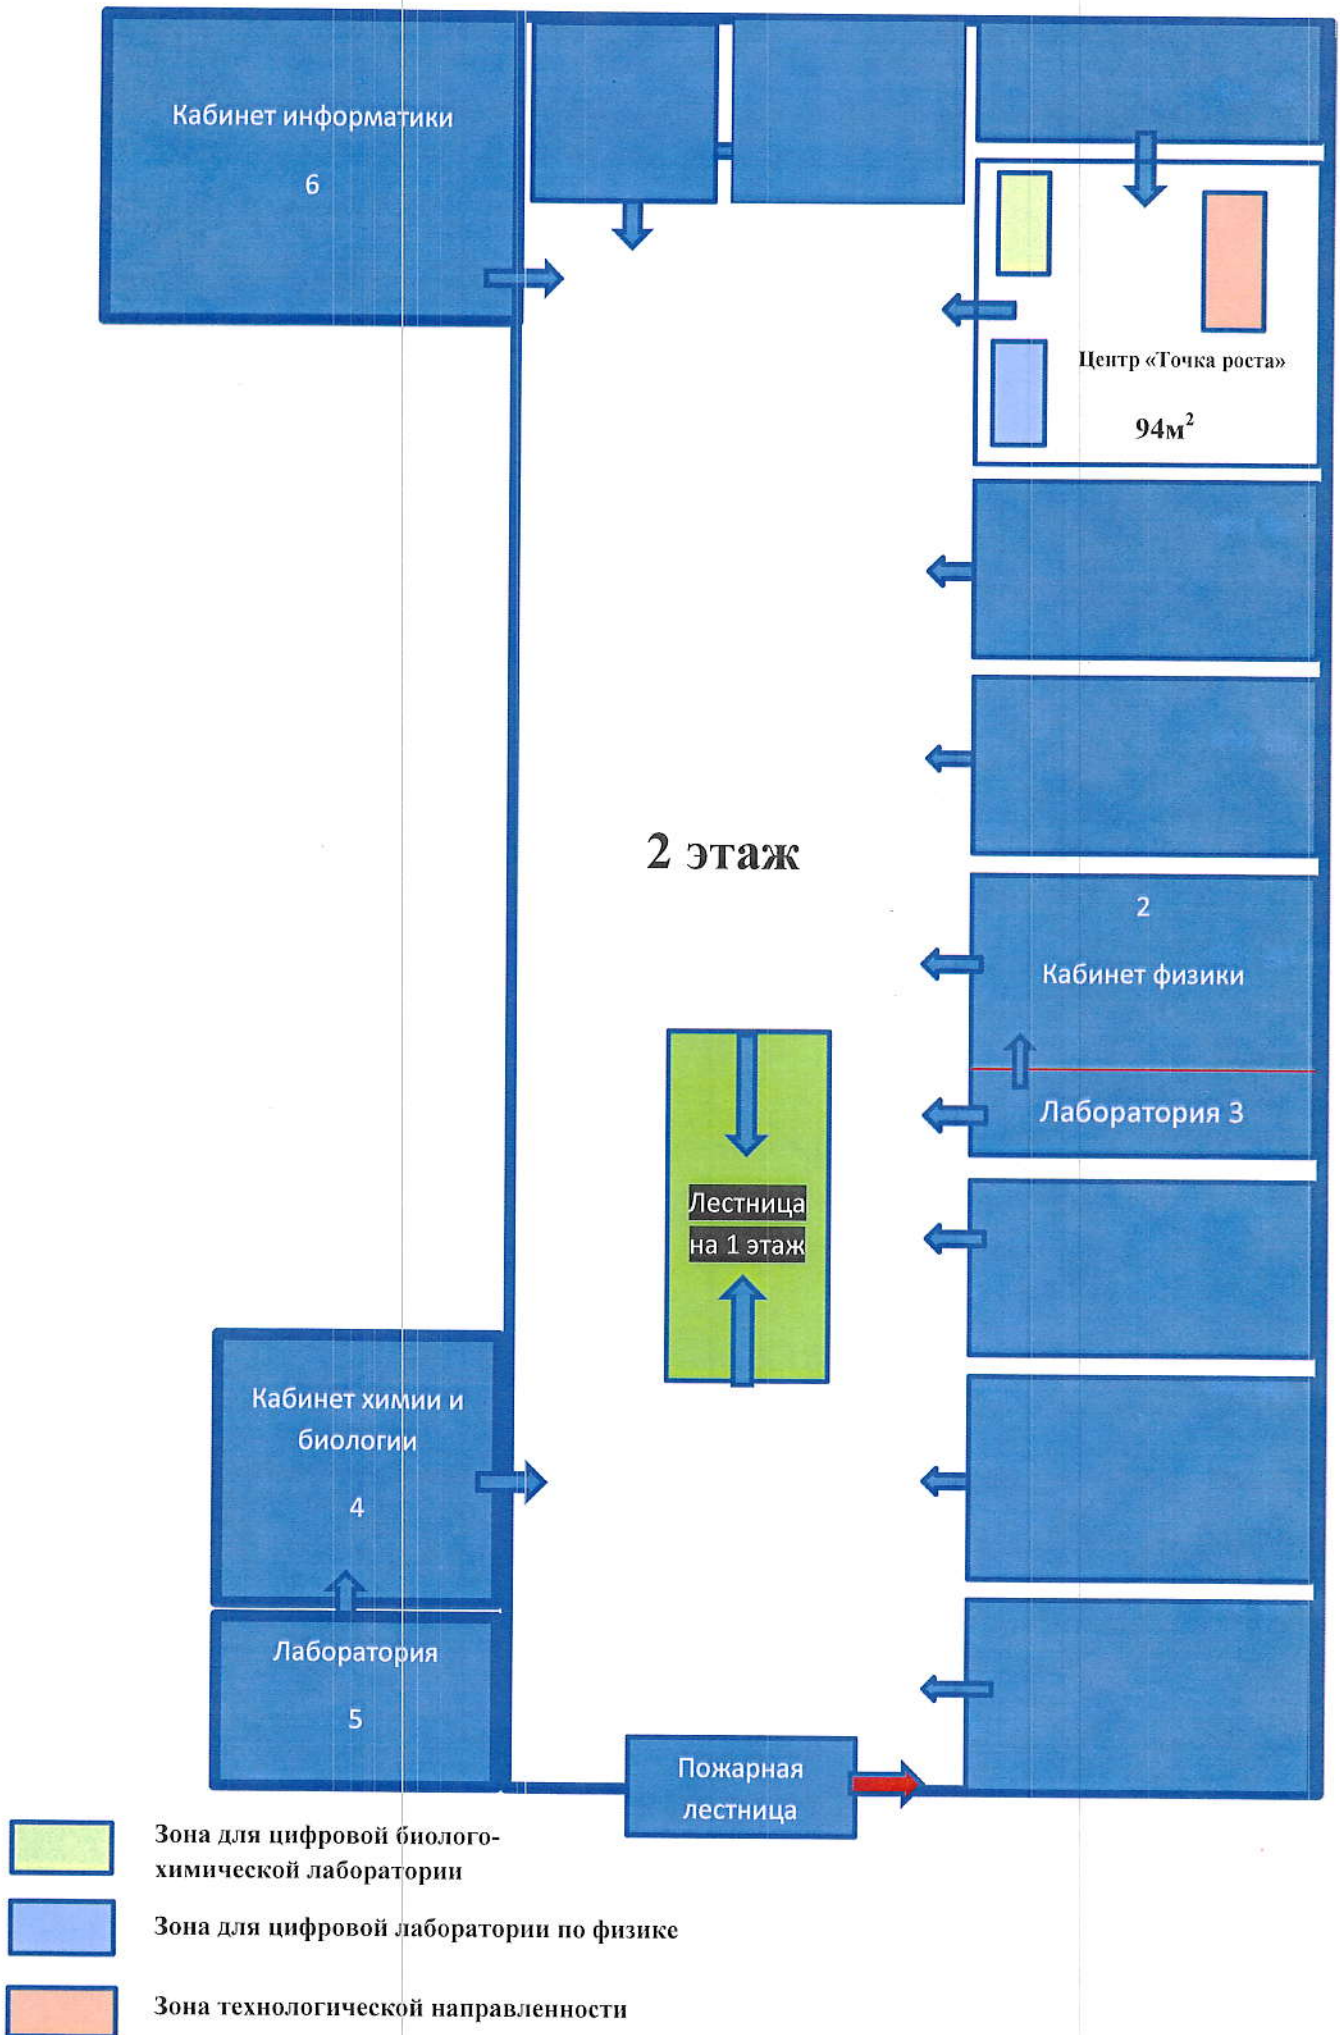 Кабинет информатики
6
Центр «Точка роста»
94м²
2 этаж
2
Кабинет физики
Лаборатория 3
Лестница
на 1 этаж
Кабинет химии и
биологии
4
Лаборатория
5
Пожарная
лестница
Зона для цифровой биолого-
химической лаборатории
Зона для цифровой лаборатории по физике
Зона технологической направленности